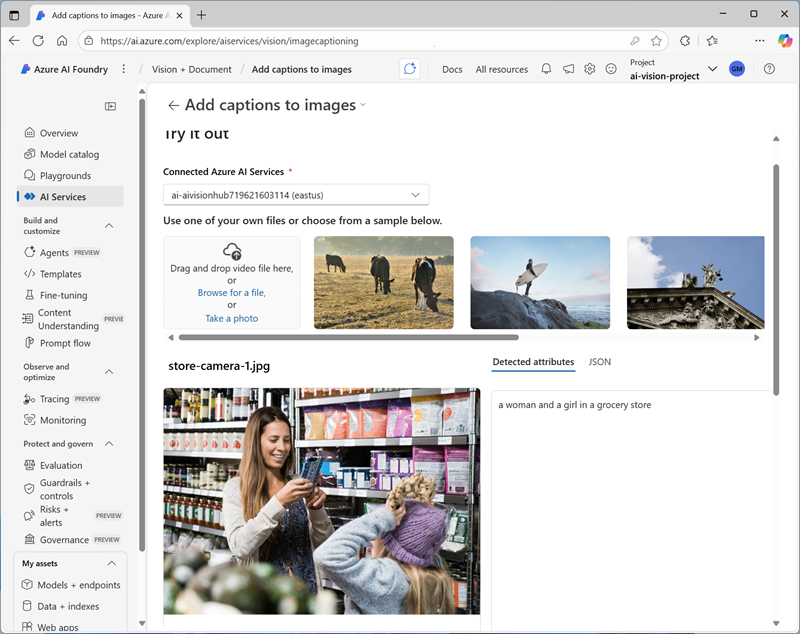 Add captions to images - Azure A
https://ai.azure.com/explore/aiservices/vision/imagecaptioning
Azure AI Foundry
/ Vision + Document / Add captions to images
Docs
All resources
Project
ai-vision-project
GM
Overview
Model catalog
Playgrounds
AI Services
Build and
customize
Agents PREVIEW
Templates
Fine-tuning
Content
Understanding PREVIE
Prompt flow
Observe and
optimize
Tracing PREVIEW
Monitoring
Protect and govern
Evaluation
Guardrails +
controls
Risks +
alerts PREVIEW
Governance PREVIEW
My assets
Models + endpoints
Data + indexes
Web apps
Add captions to images
Try it out
Connected Azure AI Services *
ai-aivisionhub719621603114 (eastus)
Use one of your own files or choose from a sample below.
Drag and drop video file here,
or
Browse for a file,
or
Take a photo
store-camera-1.jpg
Detected attributes
JSON
a woman and a girl in a grocery store